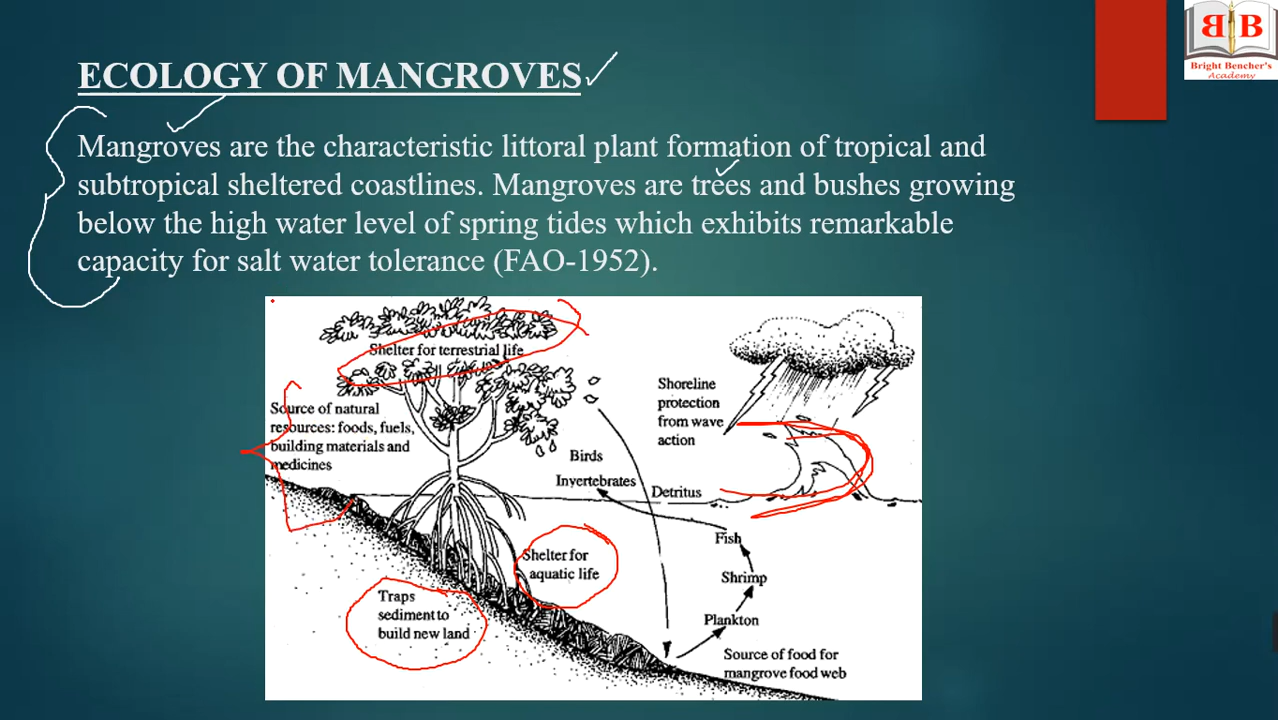 BB
Bright Bencher's
Academy
ECOLOGY OF MANGROVES
Mangroves are the characteristic littoral plant formation of tropical and
subtropical sheltered coastlines. Mangroves are trees and bushes growing
below the high water level of spring tides which exhibits remarkable
capacity for salt water tolerance (FAO-1952).
Shelter for terrestrial life
Source of natural
resources: foods, fuels,
building materials and
medicines
Shoreline
protection
from wave
action
Birds
Invertebrates
Detritus
Fish
Shelter for
aquatic life
Shrimp
Traps
sediment to
build new land
Plankton
Source of food for
mangrove food web